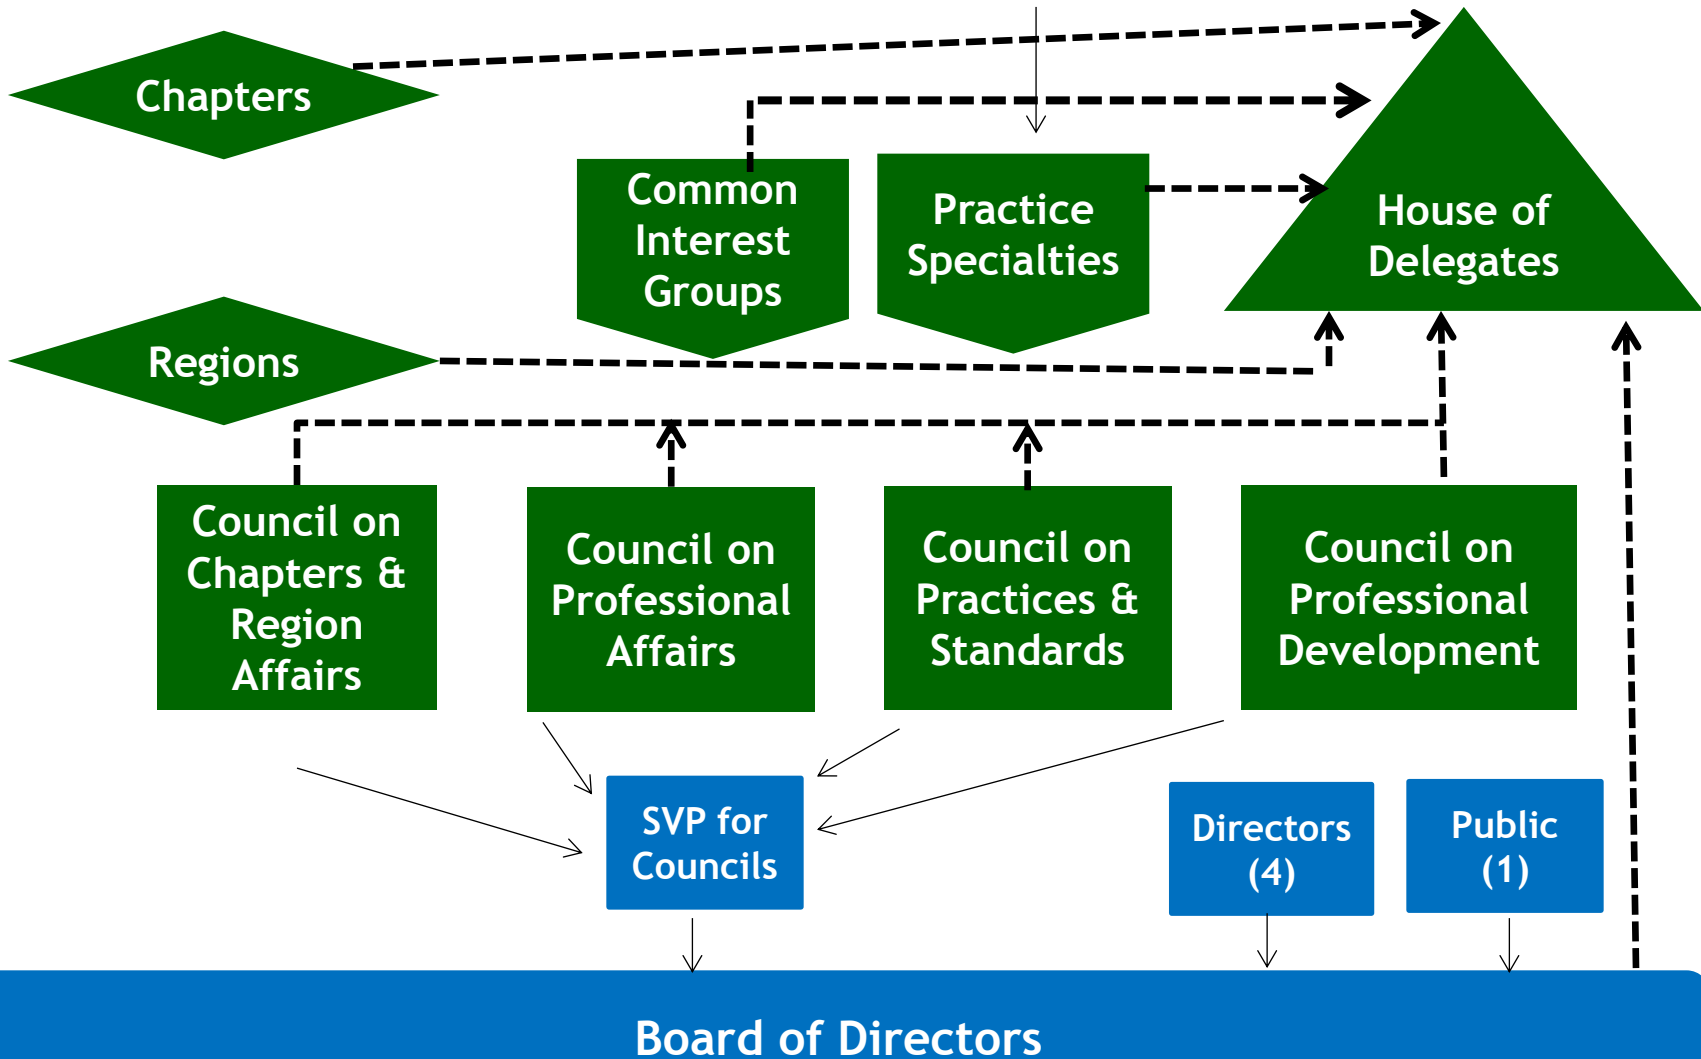 Chapters
Common
Interest
Groups
Practice
Specialties
House of
Delegates
Regions
Council on
Chapters &
Region
Affairs
Council on
Professional
Affairs
Council on
Practices &
Standards
Council on
Professional
Development
SVP for
Councils
Directors
(4)
Public
(1)
Board of Directors